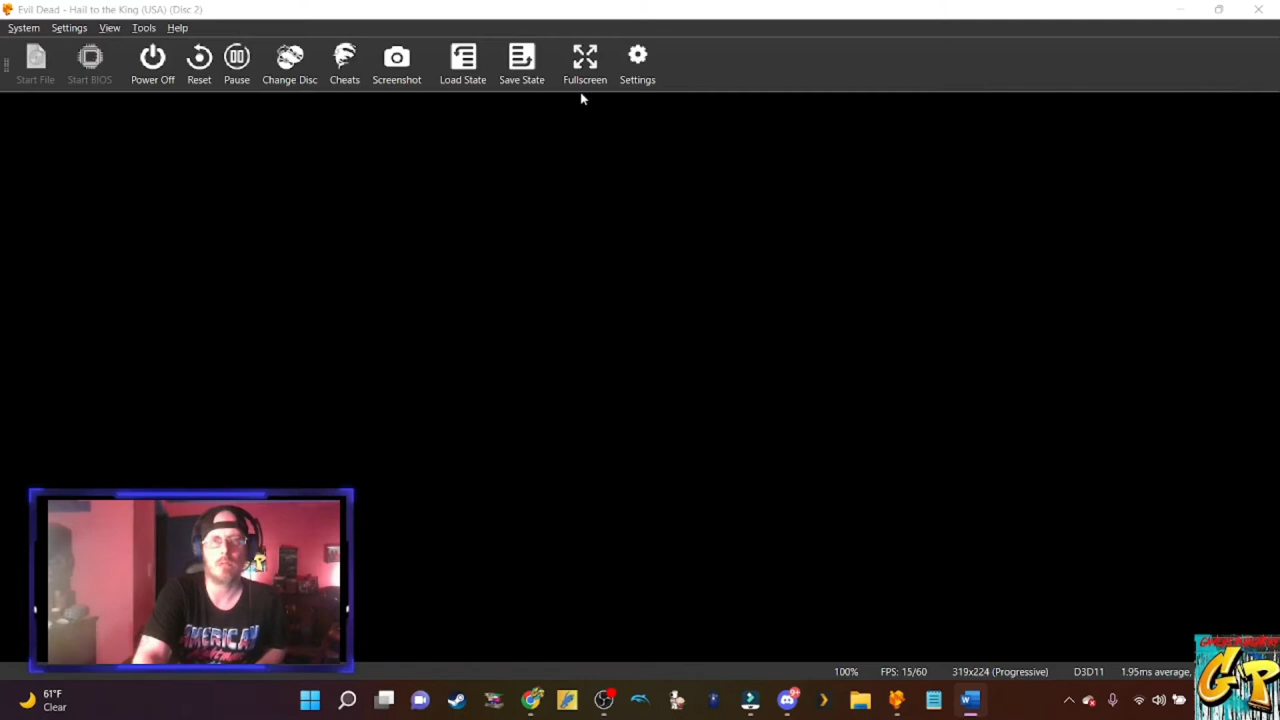 Evil Dead - Hail to the King (USA) (Disc 2)
System Settings View Tools Help
Start File Start BIOS Power Off Reset Pause Change Disc Cheats Screenshot Load State Save State Fullscreen Settings
AMERICAN
100% FPS: 15/60 319x224 (Progressive) D3D11 1.95ms average,
GP
61°F
Clear
9+